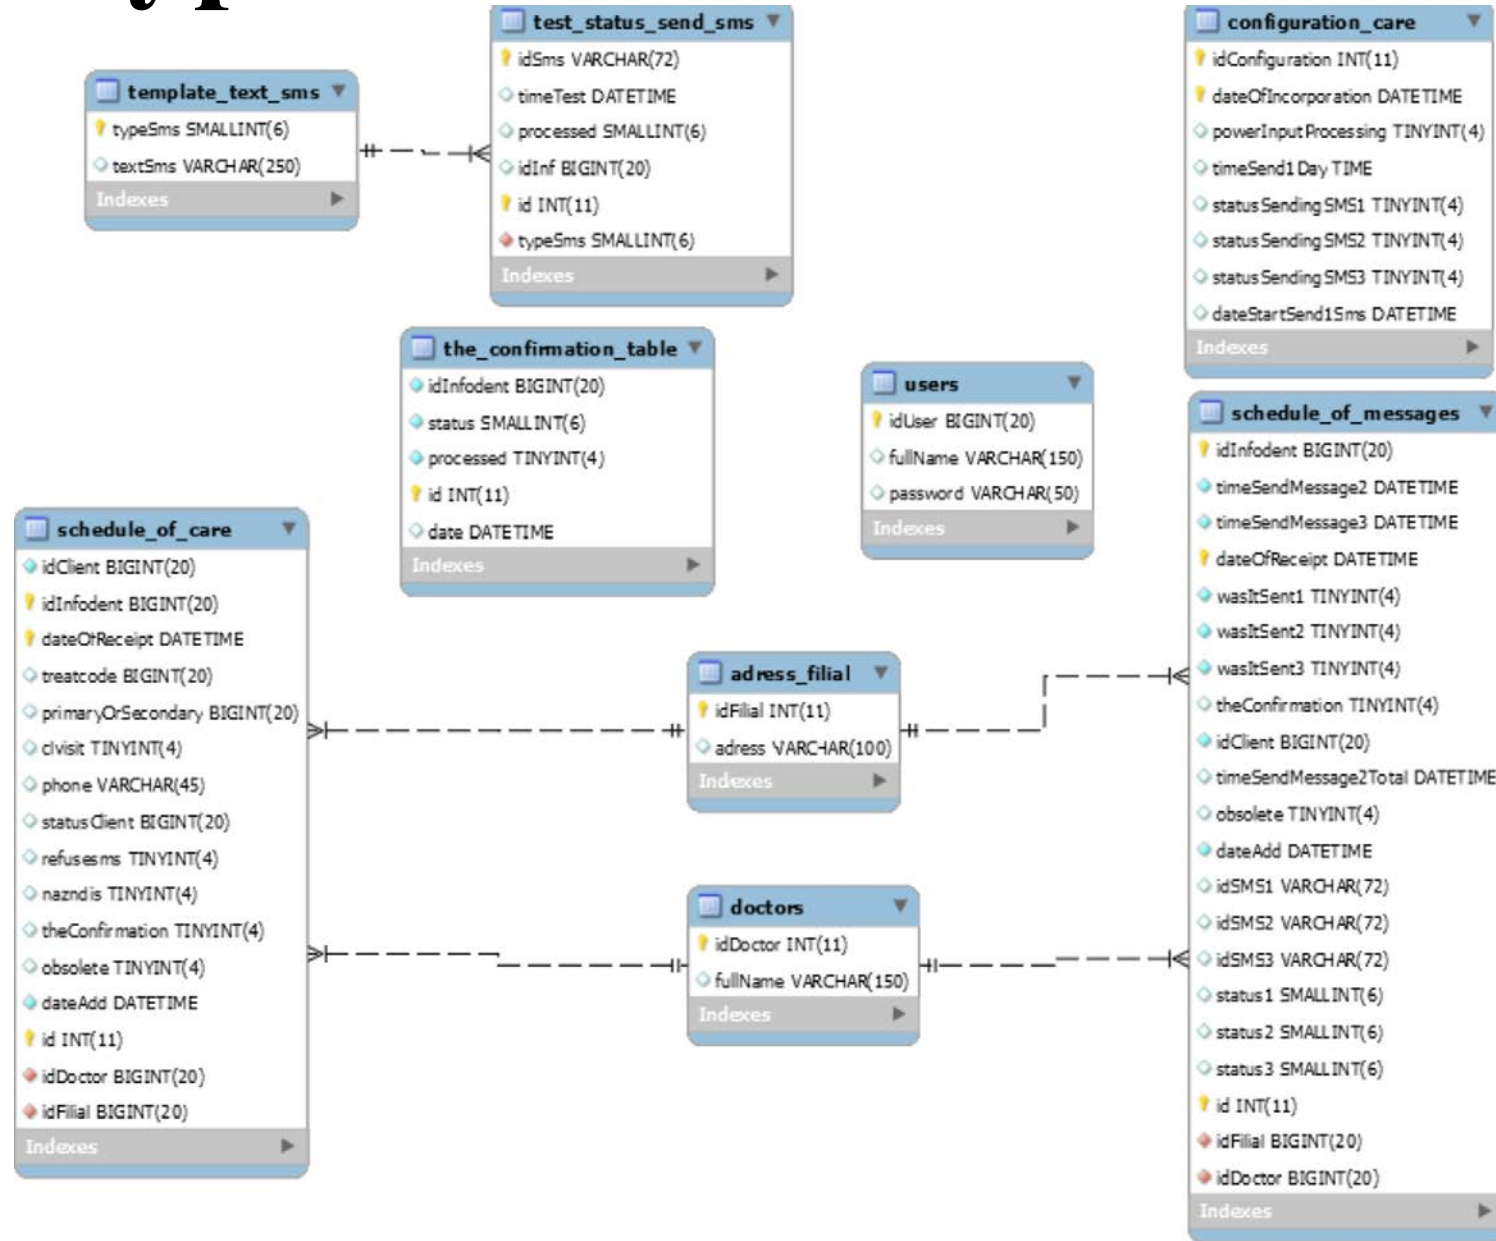 test_status_send_sms
idSms VARCHAR(72)
timeTest DATETIME
processed SMALLINT(6)
idInf BIGINT(20)
id INT(11)
typeSms SMALLINT(6)
Indexes
configuration_care
idConfiguration INT(11)
dateOfIncorporation DATETIME
powerInputProcessing TINYINT(4)
timeSend1Day TIME
statusSendingSMS1 TINYINT(4)
statusSendingSMS2 TINYINT(4)
statusSendingSMS3 TINYINT(4)
dateStartSend1Sms DATETIME
Indexes
template_text_sms
typeSms SMALLINT(6)
textSms VARCHAR(250)
Indexes
the_confirmation_table
idInfodent BIGINT(20)
status SMALLINT(6)
processed TINYINT(4)
id INT(11)
date DATETIME
Indexes
users
idUser BIGINT(20)
fullName VARCHAR(150)
password VARCHAR(50)
Indexes
schedule_of_messages
idInfodent BIGINT(20)
timeSendMessage2 DATETIME
timeSendMessage3 DATETIME
dateOfReceipt DATETIME
wasItSent1 TINYINT(4)
wasItSent2 TINYINT(4)
wasItSent3 TINYINT(4)
theConfirmation TINYINT(4)
idClient BIGINT(20)
timeSendMessage2Total DATETIME
obsolete TINYINT(4)
dateAdd DATETIME
idSMS1 VARCHAR(72)
idSMS2 VARCHAR(72)
idSMS3 VARCHAR(72)
status1 SMALLINT(6)
status2 SMALLINT(6)
status3 SMALLINT(6)
id INT(11)
idFilial BIGINT(20)
idDoctor BIGINT(20)
Indexes
schedule_of_care
idClient BIGINT(20)
idInfodent BIGINT(20)
dateOfReceipt DATETIME
treatcode BIGINT(20)
primaryOrSecondary BIGINT(20)
clvisit TINYINT(4)
phone VARCHAR(45)
statusClient BIGINT(20)
refusesms TINYINT(4)
nazndis TINYINT(4)
theConfirmation TINYINT(4)
obsolete TINYINT(4)
dateAdd DATETIME
id INT(11)
idDoctor BIGINT(20)
idFilial BIGINT(20)
Indexes
adress_filial
idFilial INT(11)
adress VARCHAR(100)
Indexes
doctors
idDoctor INT(11)
fullName VARCHAR(150)
Indexes